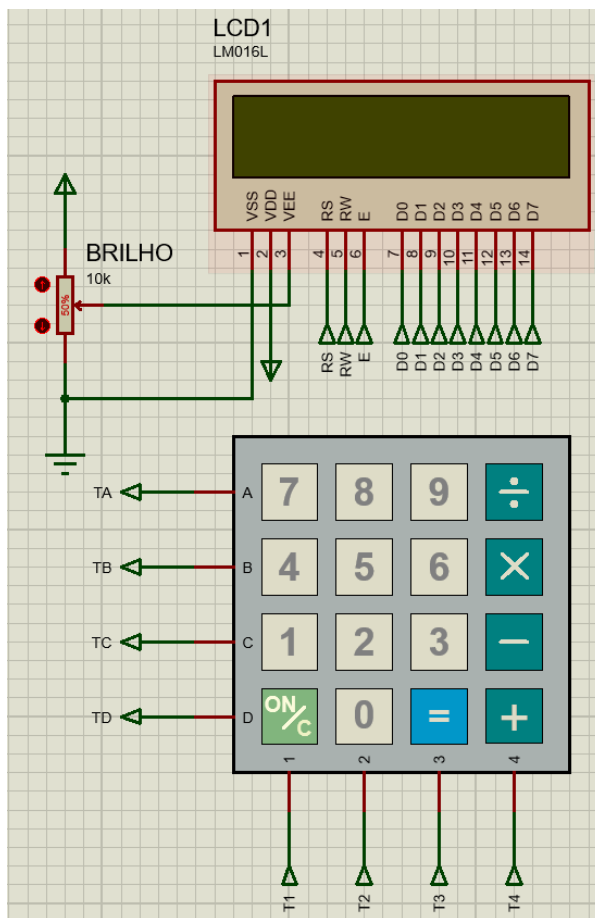 LCD1
LM016L
VSS VDD VEE RS RW E D0 D1 D2 D3 D4 D5 D6 D7
1 2 3 4 5 6 7 8 9 10 11 12 13 14
BRILHO
10k
50%
RS RW E D0 D1 D2 D3 D4 D5 D6 D7
TA A 7 8 9 ÷
TB B 4 5 6 ×
TC C 1 2 3 −
TD D ON/C 0 = +
1 2 3 4
T1 T2 T3 T4